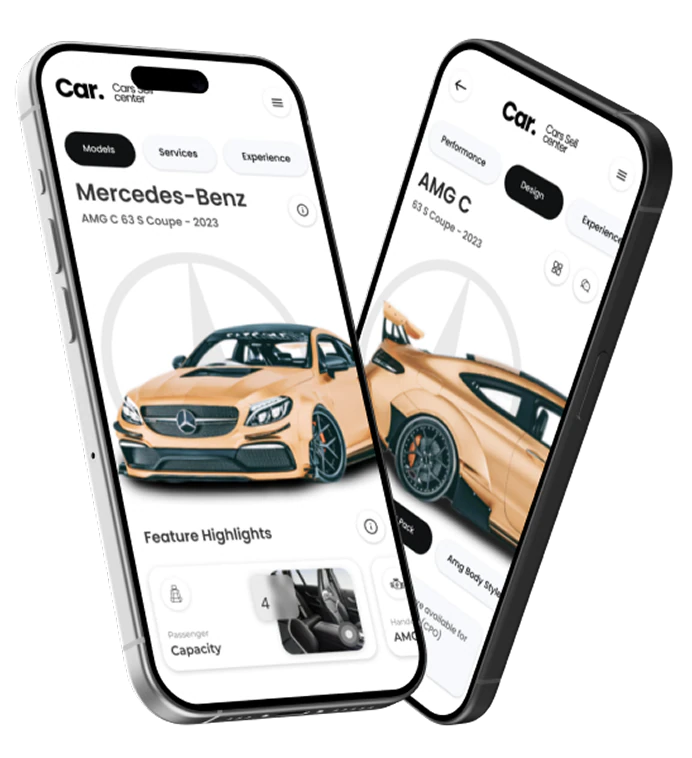 Car.
Cars Sell
center
Models
Services
Experience
Mercedes-Benz
AMG C 63 S Coupe - 2023
Feature Highlights
4
Passenger
Capacity
AMG
Car.
Cars Sell
center
Performance
Design
Experience
AMG C
63 S Coupe - 2023
Pack
Amg Body Style
available for
(CPO)